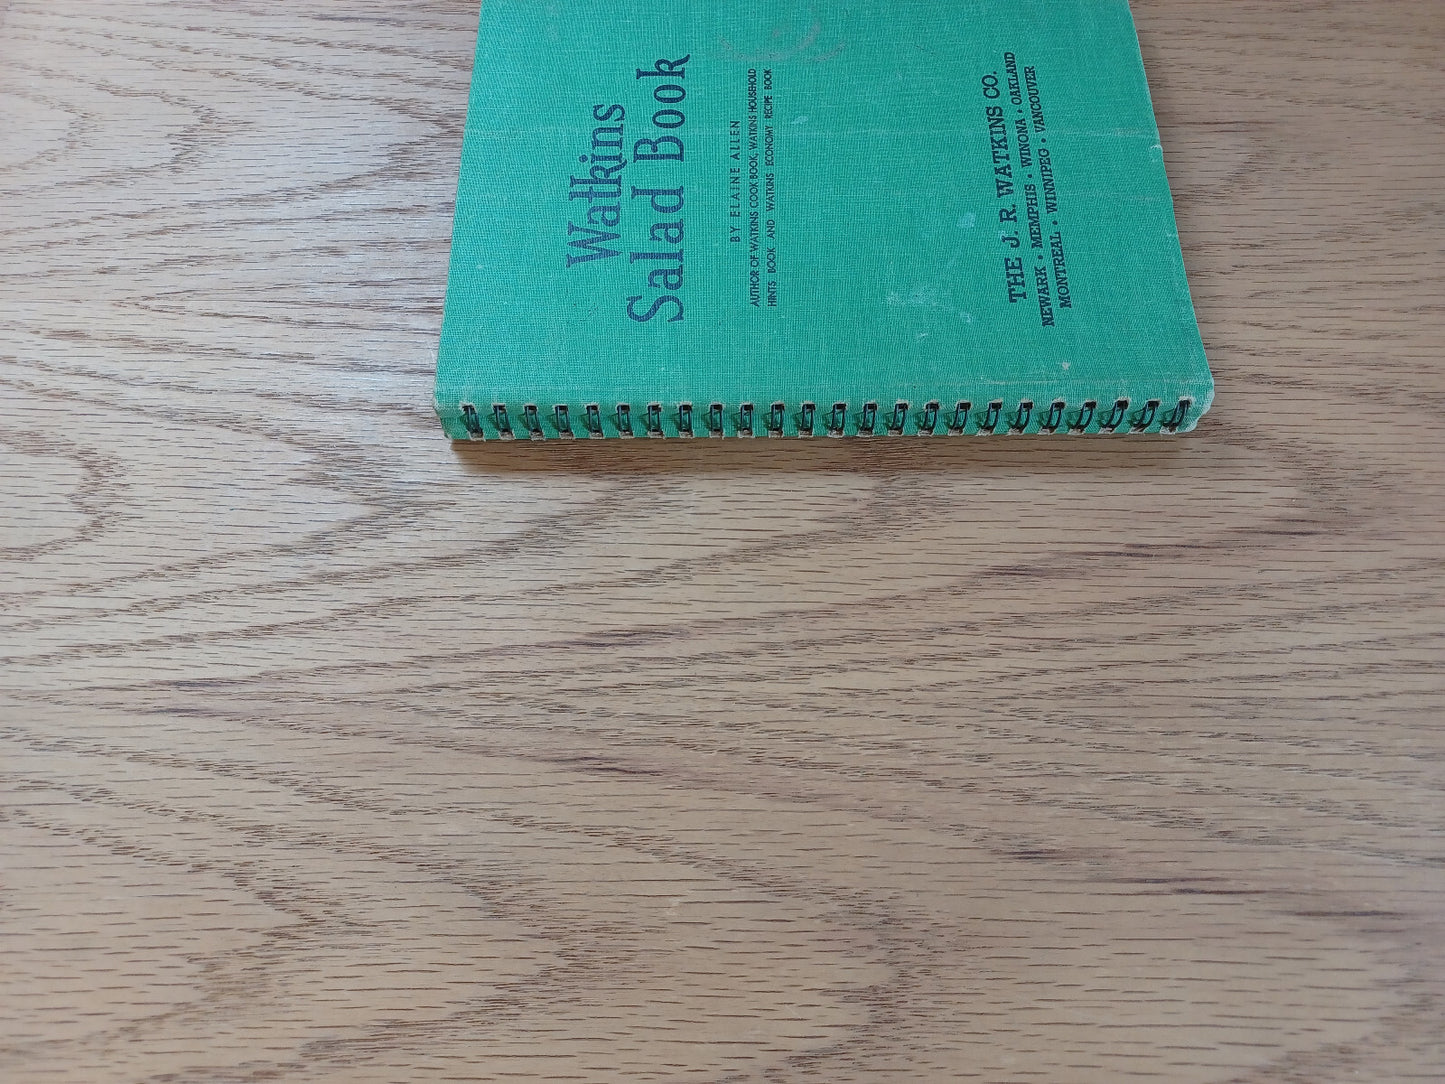 Watkins
Salad Book
BY ELAINE ALLEN
AUTHOR OF WATKINS COOK BOOK, WATKINS HOUSEHOLD
HINTS BOOK AND WATKINS ECONOMY RECIPE BOOK
THE J. R. WATKINS CO.
NEWARK • MEMPHIS • WINONA • OAKLAND
MONTREAL • WINNIPEG • VANCOUVER